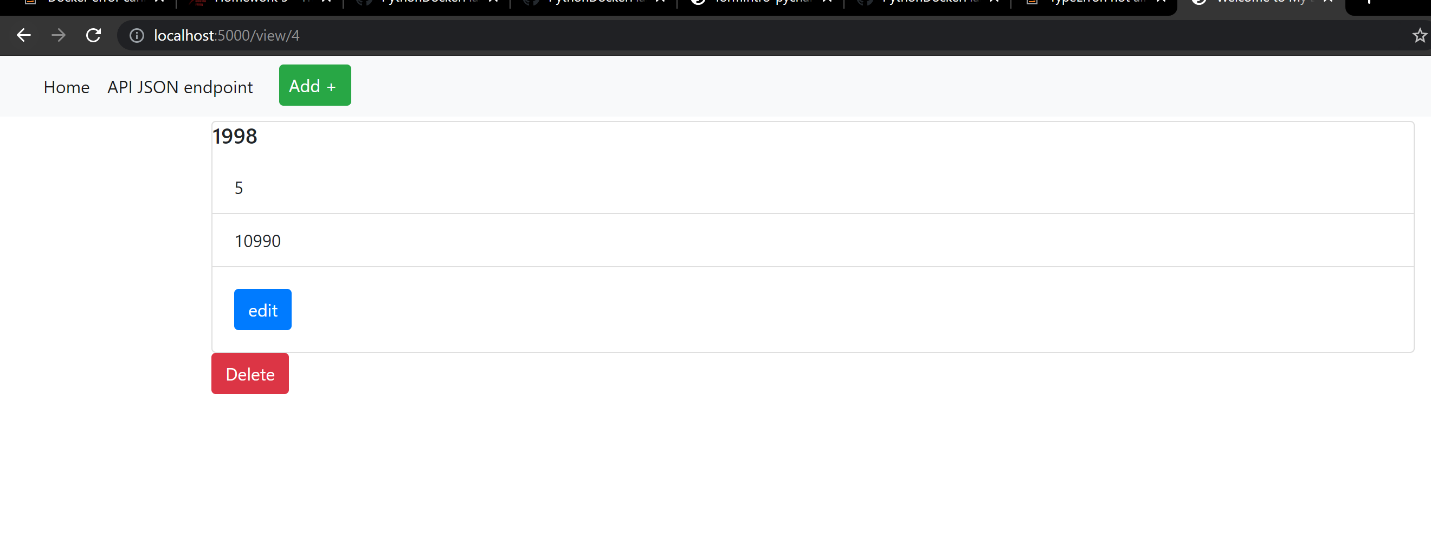 localhost:5000/view/4
Home API JSON endpoint Add +
1998
5
10990
edit
Delete